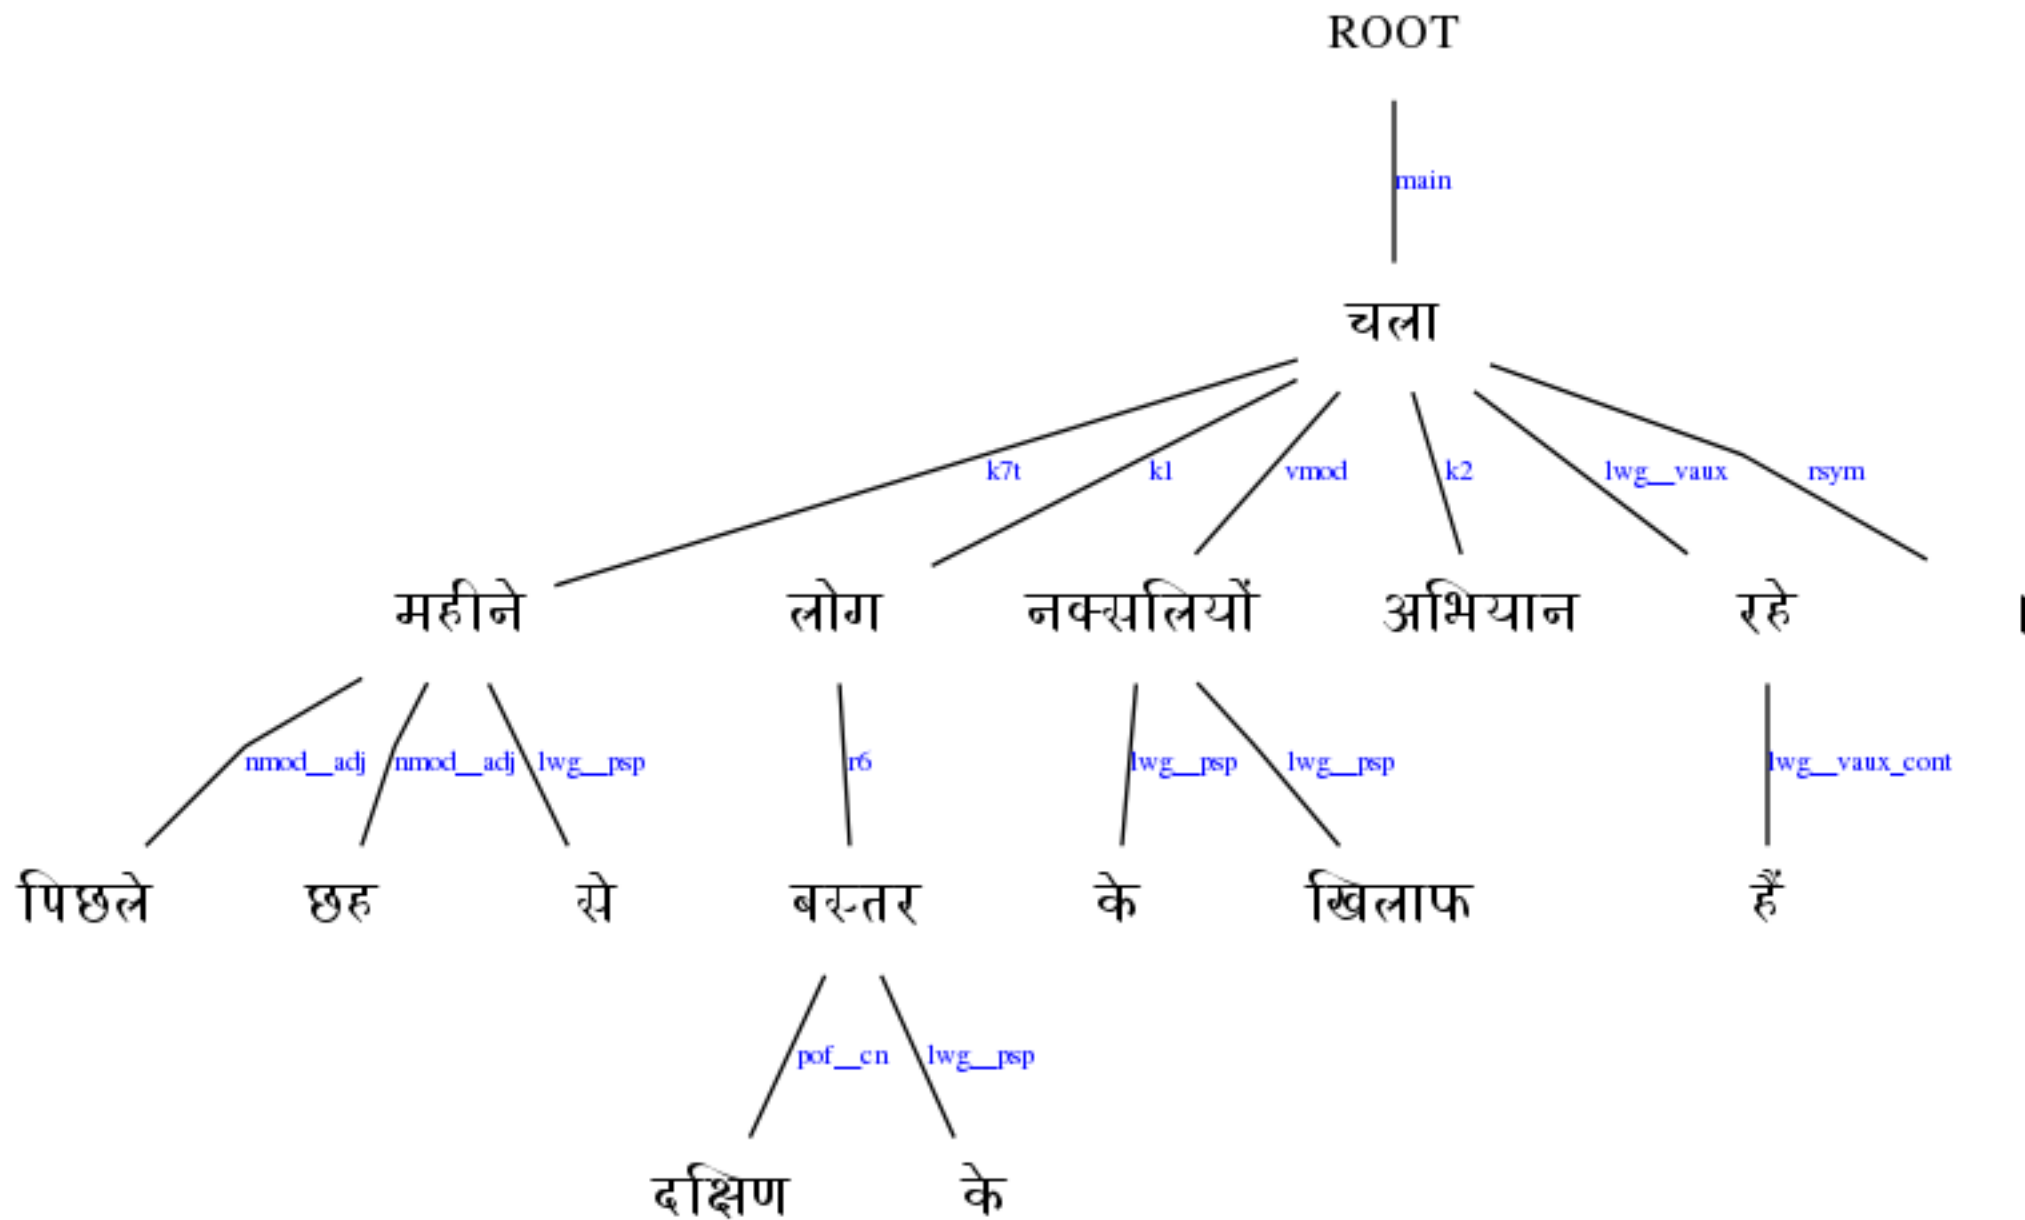 ROOT
main
चला
k7t k1 vmod k2 lwg__vaux rsym
महीने लोग नक्सलियों अभियान रहे ।
nmod__adj nmod__adj lwg__psp r6 lwg__psp lwg__psp lwg__vaux_cont
पिछले छह से बस्तर के खिलाफ हैं
pof__cn lwg__psp
दक्षिण के